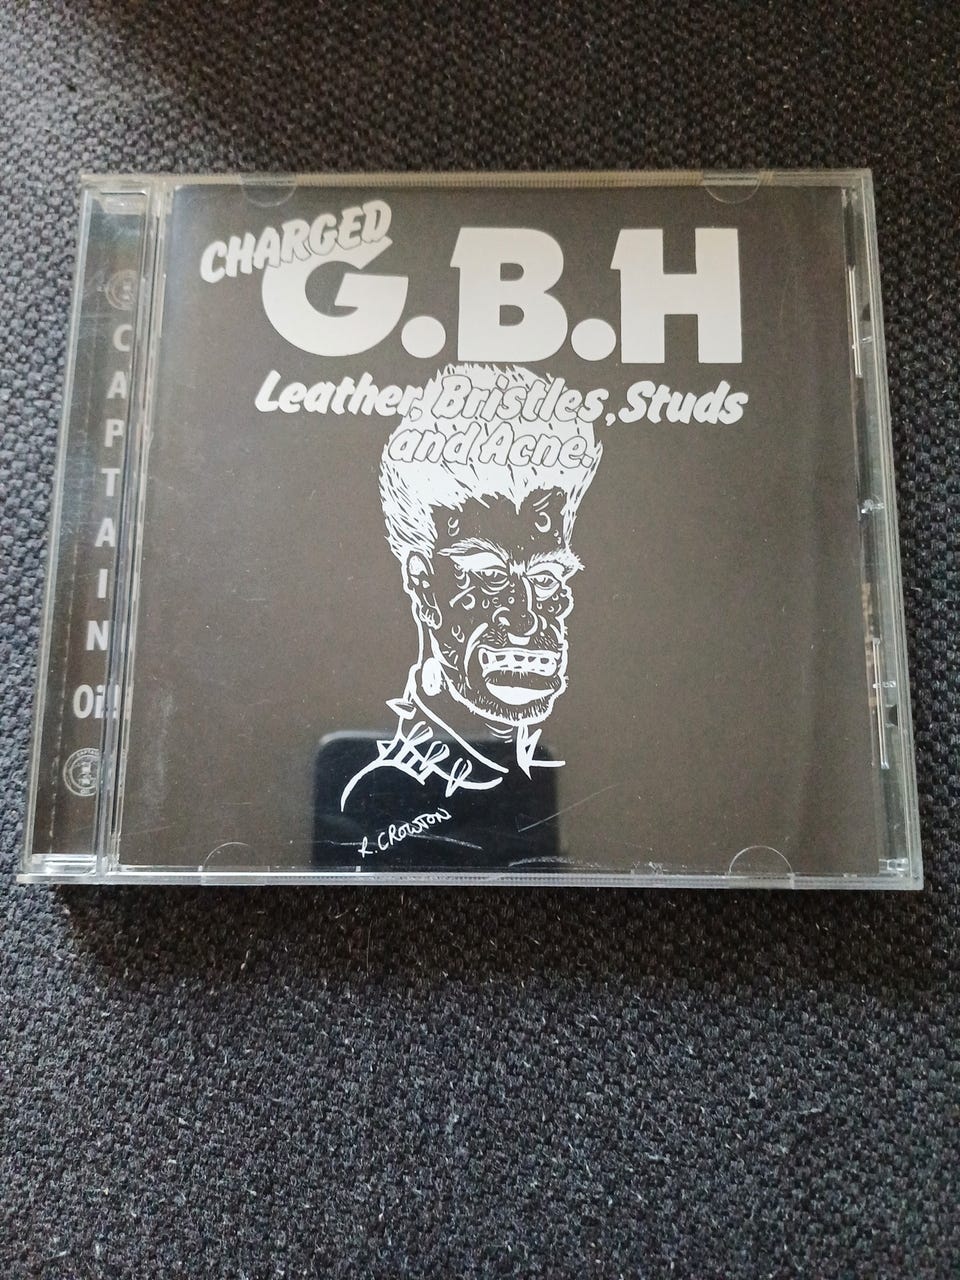 CHARGED
G.B.H
Leather, Bristles, Studs
and Acne.
R. CROWTON
CAPTAIN Oi!